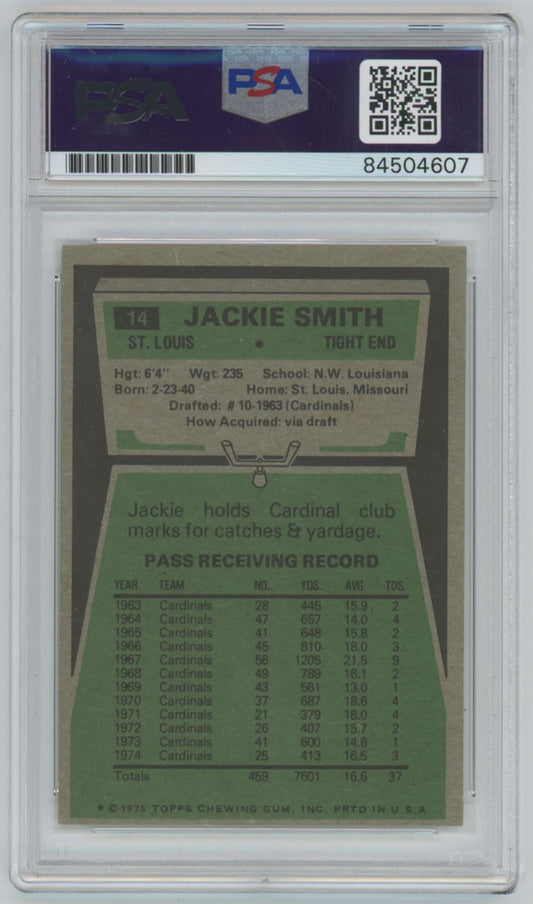 PSA
PSA
84504607
14 JACKIE SMITH
ST. LOUIS • TIGHT END
Hgt: 6'4" Wgt: 235 School: N.W. Louisiana
Born: 2-23-40 Home: St. Louis, Missouri
Drafted: #10-1963 (Cardinals)
How Acquired: via draft
Jackie holds Cardinal club
marks for catches & yardage.
PASS RECEIVING RECORD
YEAR TEAM NO. YDS. AVG. TDS.
1963 Cardinals 28 445 15.9 2
1964 Cardinals 47 657 14.0 4
1965 Cardinals 41 648 15.8 2
1966 Cardinals 45 810 18.0 3
1967 Cardinals 56 1205 21.5 9
1968 Cardinals 49 789 16.1 2
1969 Cardinals 43 561 13.0 1
1970 Cardinals 37 687 18.6 4
1971 Cardinals 21 379 18.0 4
1972 Cardinals 26 407 15.7 2
1973 Cardinals 41 600 14.6 1
1974 Cardinals 25 413 16.5 3
Totals 459 7601 16.6 37
★ © 1975 TOPPS CHEWING GUM, INC. PRTD IN U.S.A.